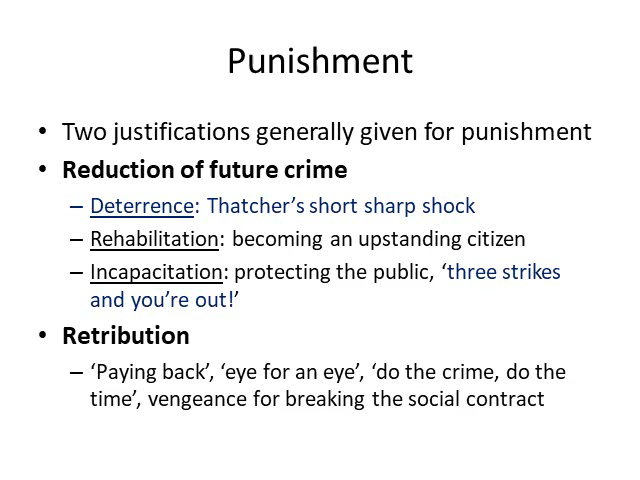 Punishment
• Two justifications generally given for punishment
• Reduction of future crime
– Deterrence: Thatcher’s short sharp shock
– Rehabilitation: becoming an upstanding citizen
– Incapacitation: protecting the public, ‘three strikes
and you’re out!’
• Retribution
– ‘Paying back’, ‘eye for an eye’, ‘do the crime, do the
time’, vengeance for breaking the social contract